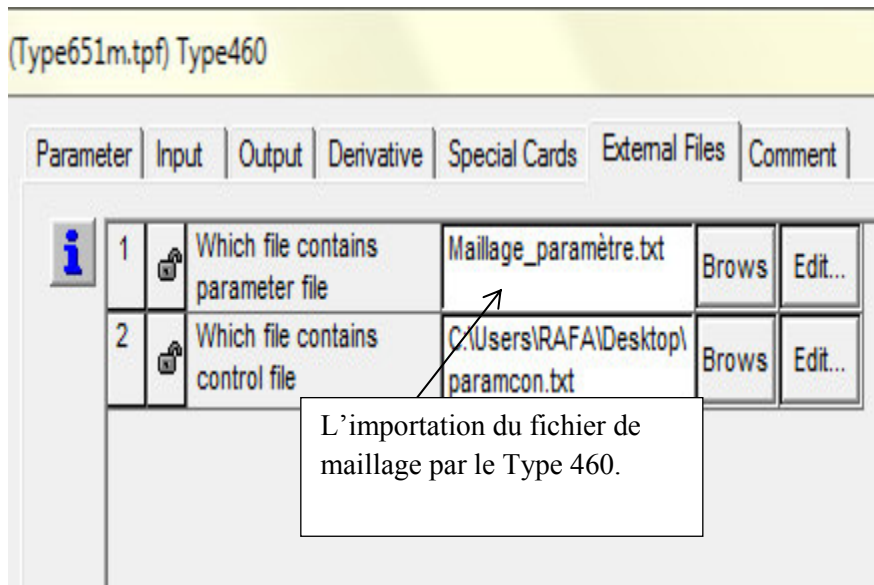 (Type651m.tpf) Type460
Parameter Input Output Derivative Special Cards External Files Comment
i 1 Which file contains Maillage_paramètre.txt Brows Edit...
parameter file
2 Which file contains C:\Users\RAFA\Desktop\ Brows Edit...
control file paramcon.txt
L’importation du fichier de
maillage par le Type 460.